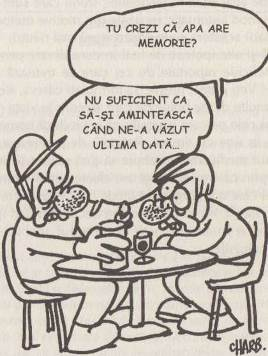 TU CREZI CĂ APA ARE
MEMORIE?
NU SUFICIENT CA
SĂ-ȘI AMINTEASCĂ
CÂND NE-A VĂZUT
ULTIMA DATĂ...
CHARB.